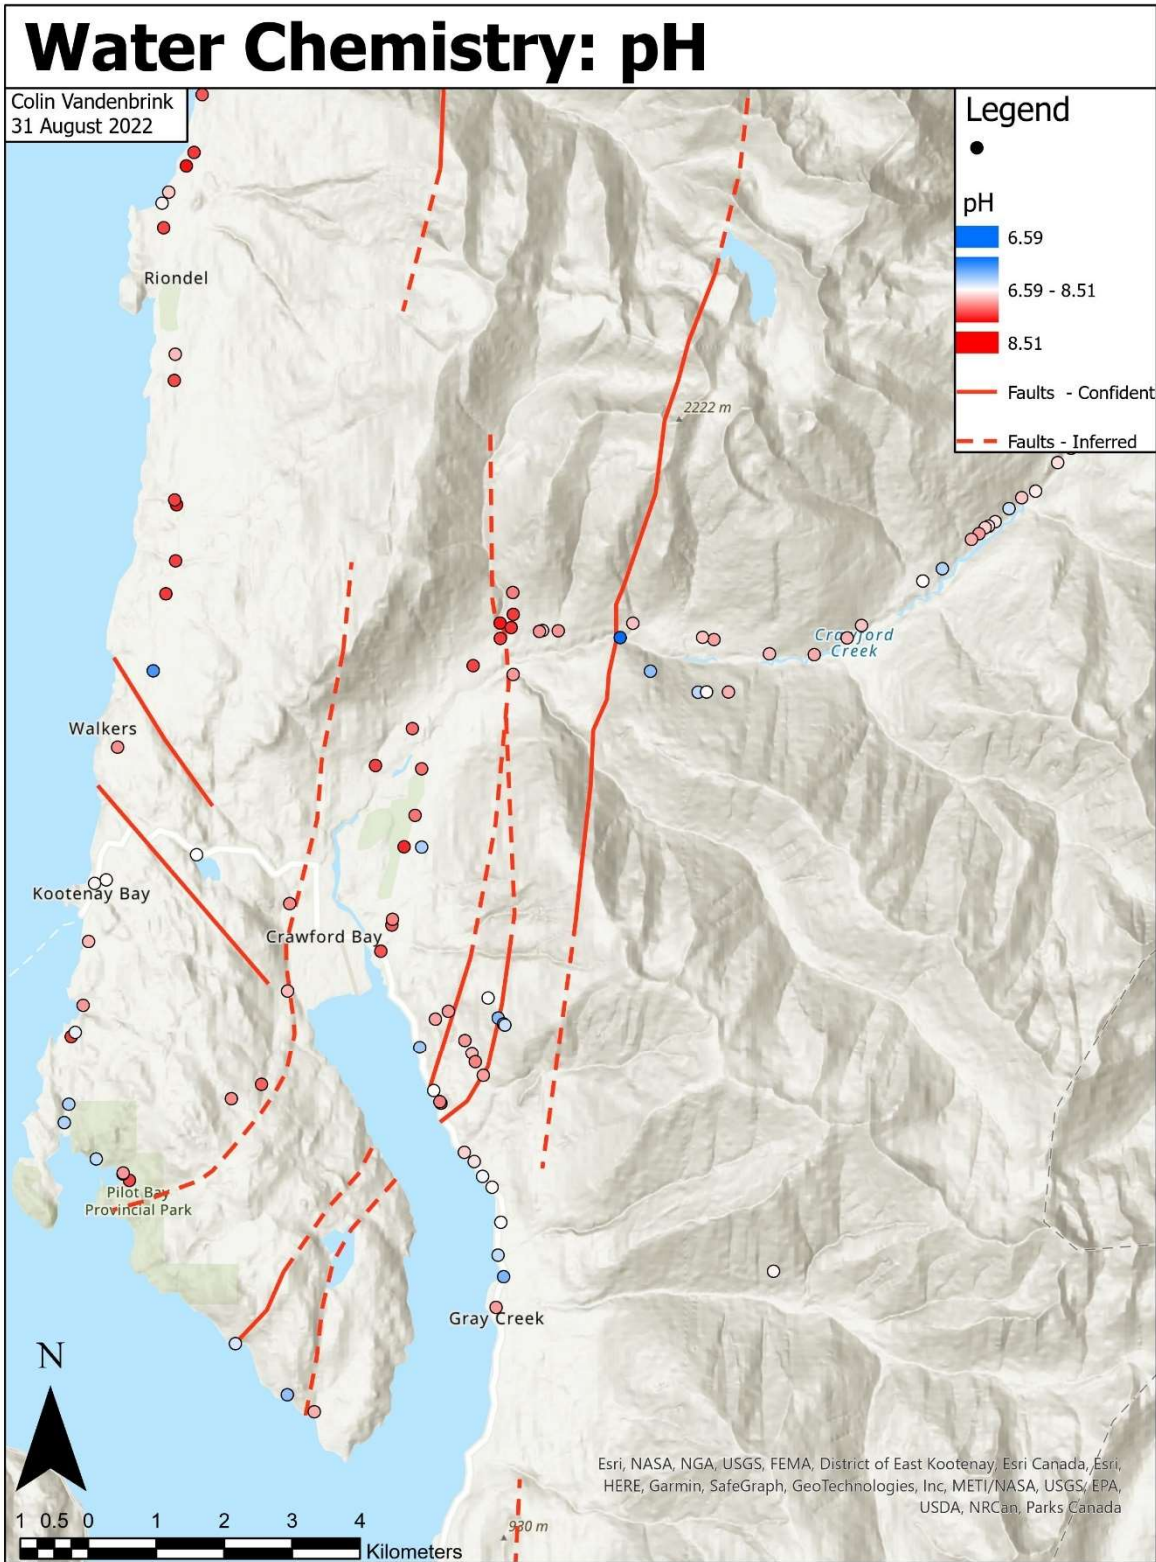 Water Chemistry: pH
Colin Vandenbrink
31 August 2022
Legend
pH
6.59
6.59 - 8.51
8.51
Faults - Confident
Faults - Inferred
Riondel
2222 m
Crawford
Creek
Walkers
Kootenay Bay
Crawford Bay
Pilot Bay
Provincial Park
Gray Creek
N
Esri, NASA, NGA, USGS, FEMA, District of East Kootenay, Esri Canada, Esri,
HERE, Garmin, SafeGraph, GeoTechnologies, Inc, METI/NASA, USGS, EPA,
USDA, NRCan, Parks Canada
930 m
1 0.5 0 1 2 3 4
Kilometers